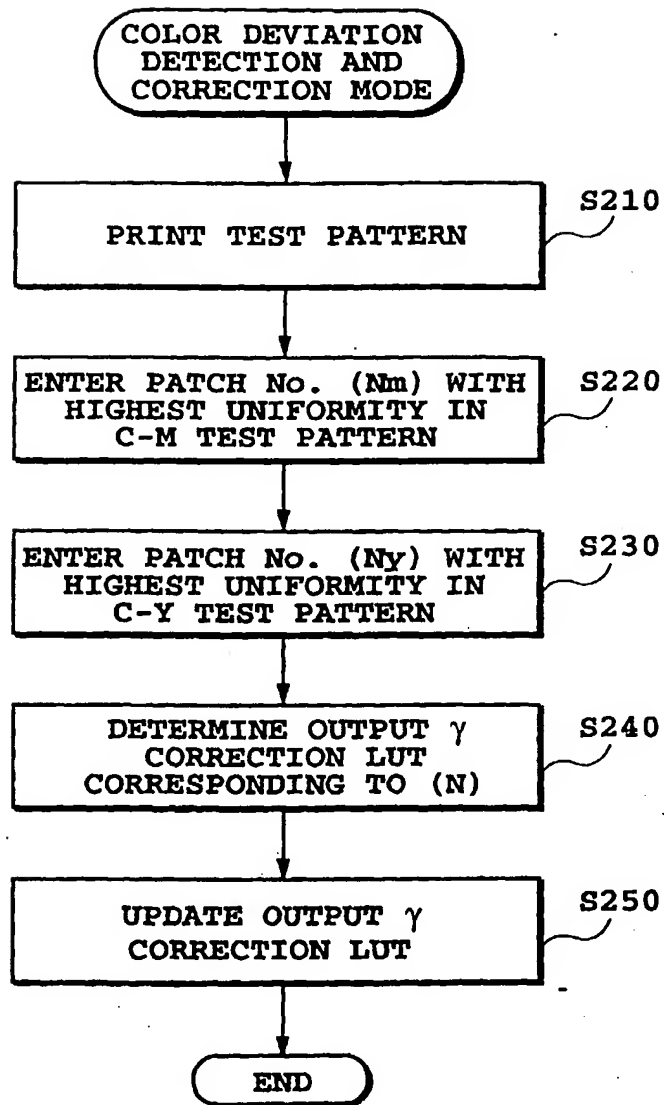 COLOR DEVIATION
DETECTION AND
CORRECTION MODE
S210
PRINT TEST PATTERN
S220
ENTER PATCH No. (Nm) WITH
HIGHEST UNIFORMITY IN
C-M TEST PATTERN
S230
ENTER PATCH No. (Ny) WITH
HIGHEST UNIFORMITY IN
C-Y TEST PATTERN
S240
DETERMINE OUTPUT γ
CORRECTION LUT
CORRESPONDING TO (N)
S250
UPDATE OUTPUT γ
CORRECTION LUT
END